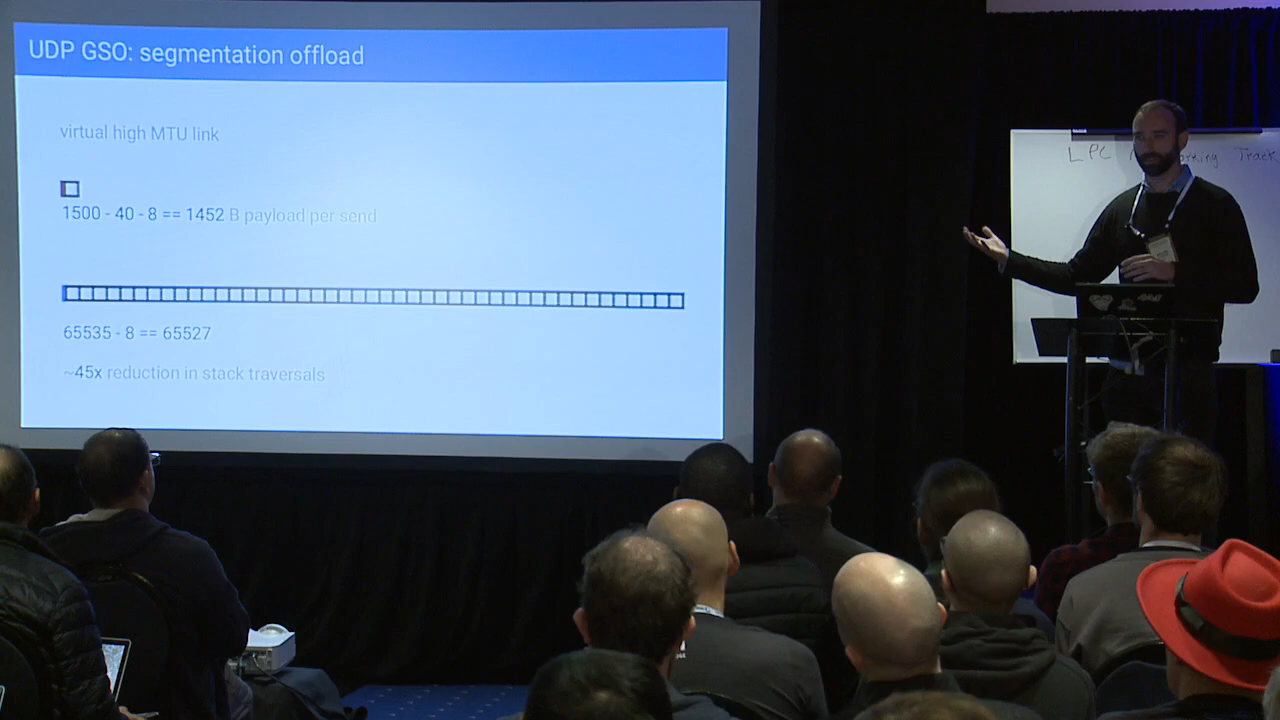 UDP GSO: segmentation offload
virtual high MTU link
1500 - 40 - 8 == 1452 B payload per send
65535 - 8 == 65527
~45x reduction in stack traversals
LPC
Track